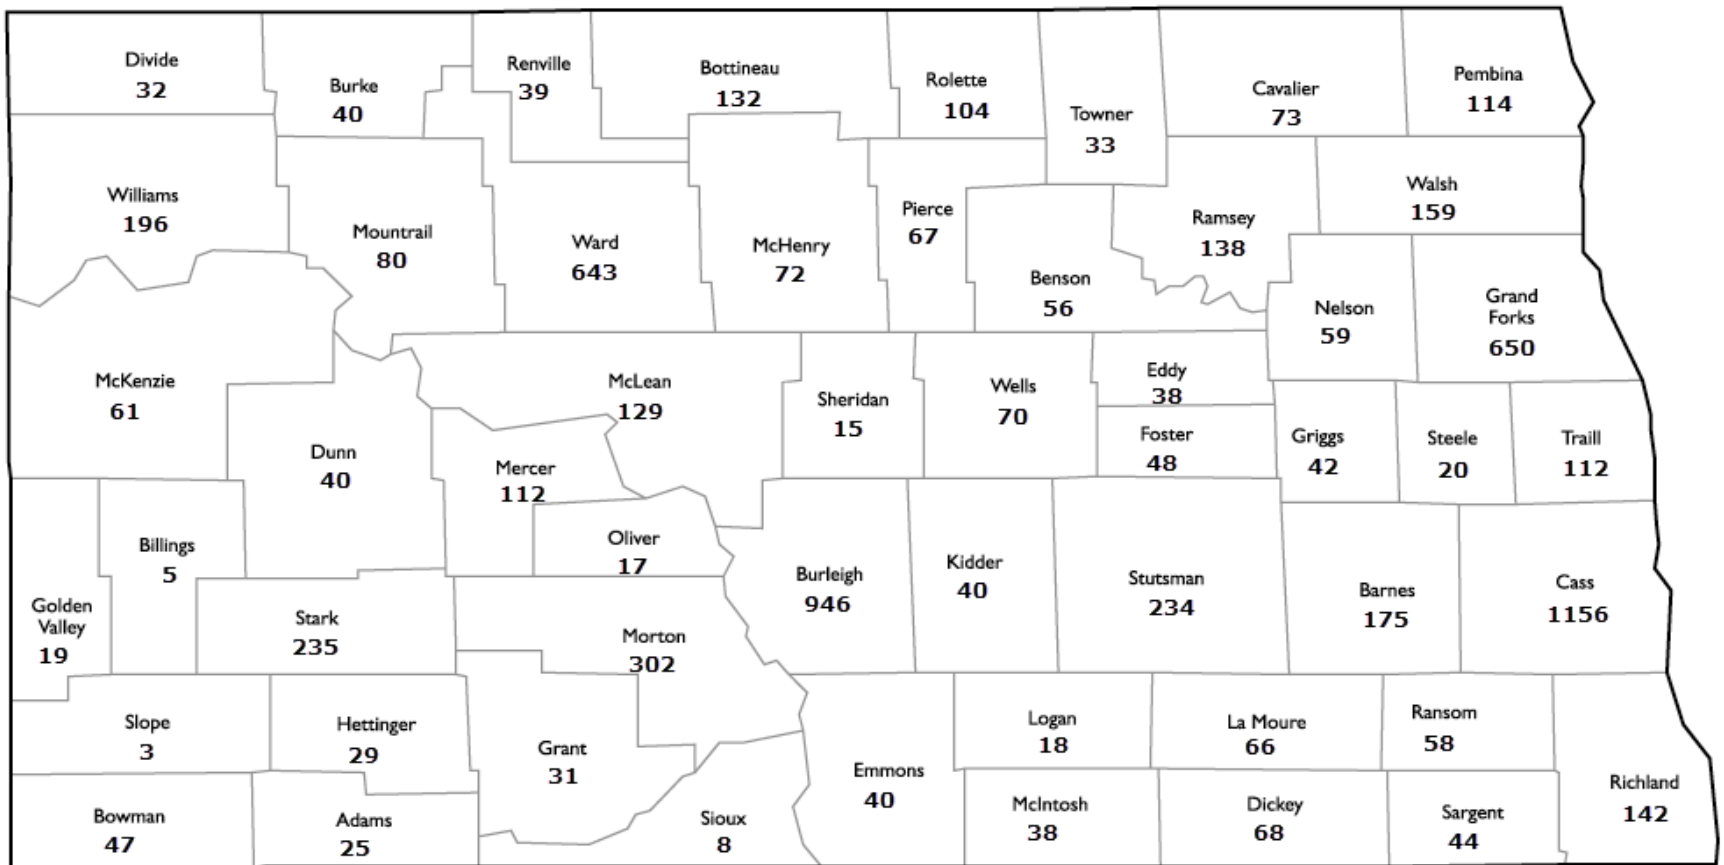 Divide
32
Burke
40
Renville
39
Bottineau
132
Rolette
104
Towner
33
Cavalier
73
Pembina
114
Williams
196
Mountrail
80
Ward
643
McHenry
72
Pierce
67
Benson
56
Ramsey
138
Walsh
159
Nelson
59
Grand
Forks
650
McKenzie
61
Dunn
40
McLean
129
Mercer
112
Oliver
17
Sheridan
15
Wells
70
Eddy
38
Foster
48
Griggs
42
Steele
20
Traill
112
Golden
Valley
19
Billings
5
Stark
235
Morton
302
Burleigh
946
Kidder
40
Stutsman
234
Barnes
175
Cass
1156
Slope
3
Hettinger
29
Grant
31
Bowman
47
Adams
25
Sioux
8
Emmons
40
Logan
18
La Moure
66
Ransom
58
McIntosh
38
Dickey
68
Sargent
44
Richland
142